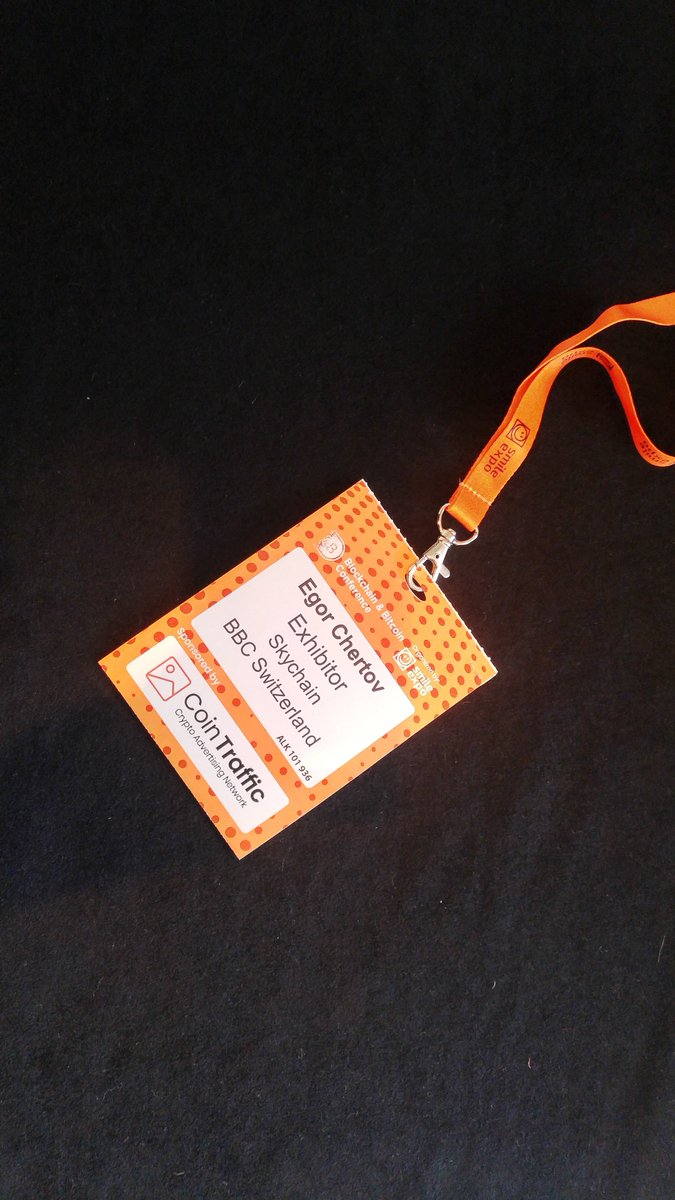 smile
expo
Blockchain & Bitcoin
Conference
Organized by
smile
expo
Egor Chertov
Exhibitor
Skychain
BBC Switzerland
ALK 101 936
Sponsored by
CoinTraffic
Crypto Advertising Network